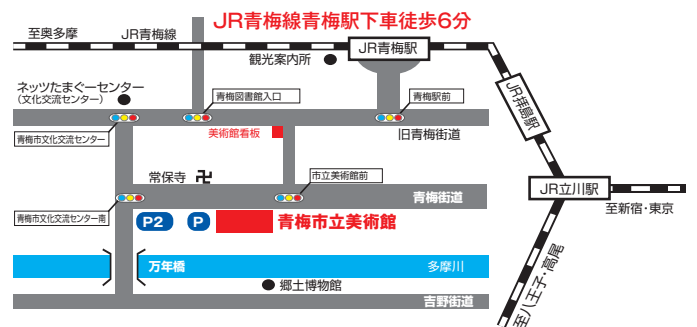 JR青梅線青梅駅下車徒歩6分
至奥多摩
JR青梅線
JR青梅駅
観光案内所
ネッツたまぐーセンター
（文化交流センター）
青梅図書館入口
青梅駅前
JR拝島駅
青梅市文化交流センター
美術館看板
旧青梅街道
常保寺
市立美術館前
JR立川駅
青梅街道
至新宿・東京
青梅市文化交流センター南
P2
P
青梅市立美術館
万年橋
多摩川
至八王子・高尾
郷土博物館
吉野街道